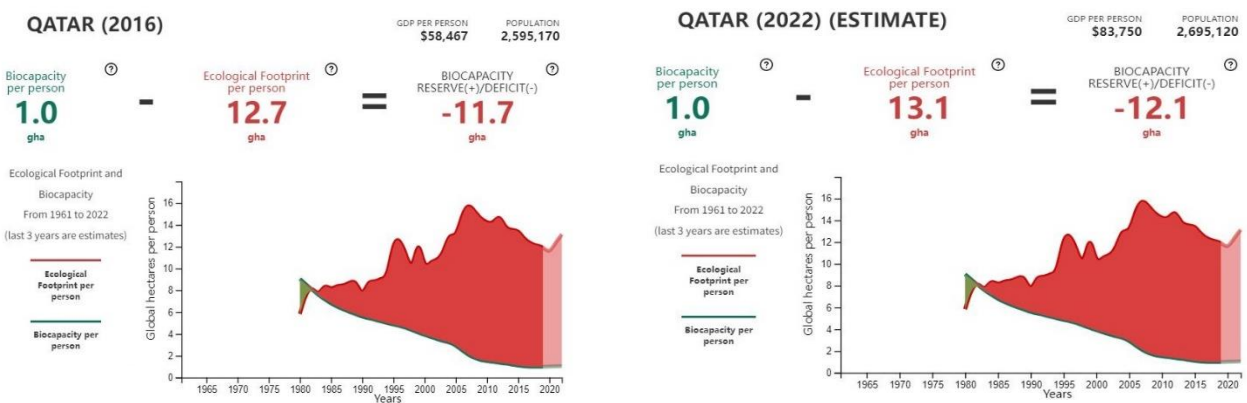 QATAR (2016)
GDP PER PERSON
$58,467
POPULATION
2,595,170
Biocapacity
per person
1.0
gha
-
Ecological Footprint
per person
12.7
gha
=
BIOCAPACITY
RESERVE(+)/DEFICIT(-)
-11.7
gha
Ecological Footprint and
Biocapacity
From 1961 to 2022
(last 3 years are estimates)
Ecological
Footprint per
person
Biocapacity per
person
Global hectares per person
16
14
12
10
8
6
4
2
0
1965 1970 1975 1980 1985 1990 1995 2000 2005 2010 2015 2020
Years
QATAR (2022) (ESTIMATE)
GDP PER PERSON
$83,750
POPULATION
2,695,120
Biocapacity
per person
1.0
gha
-
Ecological Footprint
per person
13.1
gha
=
BIOCAPACITY
RESERVE(+)/DEFICIT(-)
-12.1
gha
Ecological Footprint and
Biocapacity
From 1961 to 2022
(last 3 years are estimates)
Ecological
Footprint per
person
Biocapacity per
person
Global hectares per person
16
14
12
10
8
6
4
2
0
1965 1970 1975 1980 1985 1990 1995 2000 2005 2010 2015 2020
Years